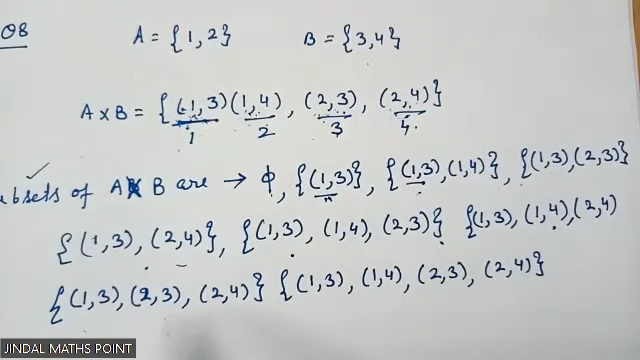 08 A = {1,2} B = {3,4}
A x B = {(1,3)(1,4), (2,3), (2,4)}
1 2 3 4.
bsets of A x B are → ϕ, {(1,3)}, {(1,3),(1,4)}, {(1,3),(2,3)}
{(1,3), (2,4)}, {(1,3), (1,4), (2,3)} {(1,3), (1,4), (2,4)
{(1,3), (2,3), (2,4)} {(1,3), (1,4), (2,3), (2,4)}
JINDAL MATHS POINT